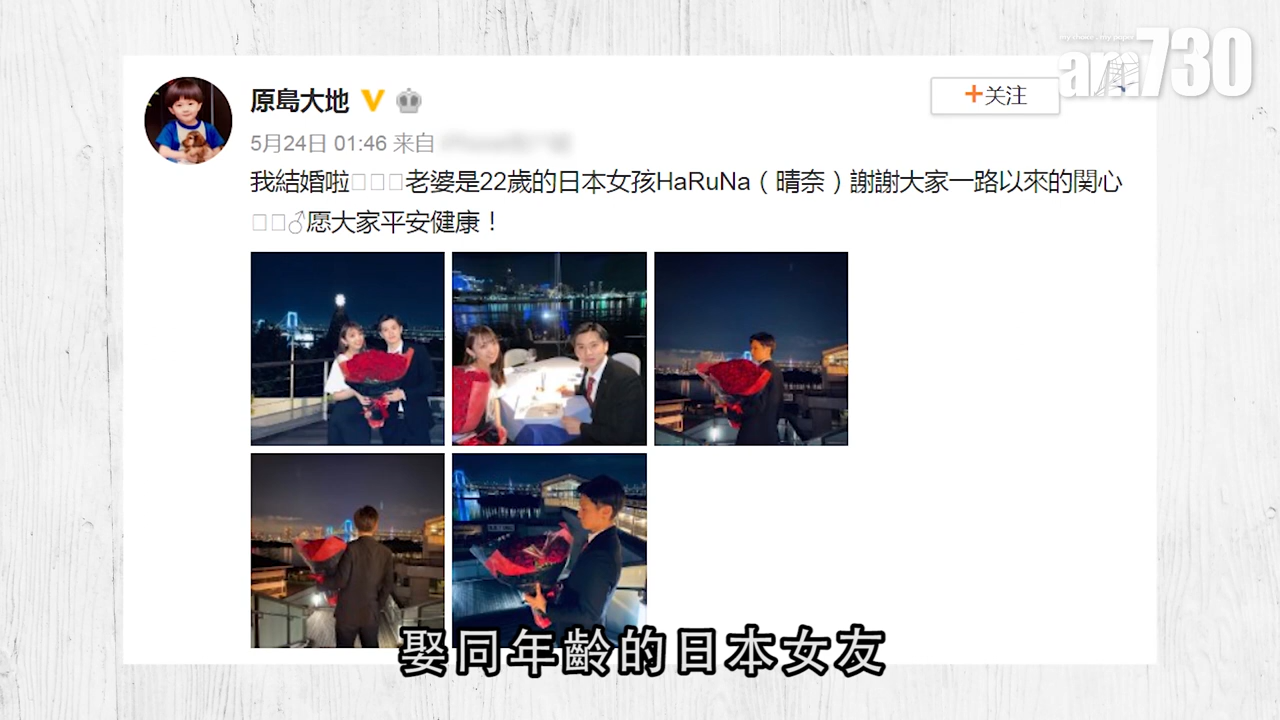 am730
原島大地
+关注
5月24日 01:46 来自
我結婚啦老婆是22歲的日本女孩HaRuNa（晴奈）謝謝大家一路以來的関心
♂愿大家平安健康！
娶同年齡的日本女友